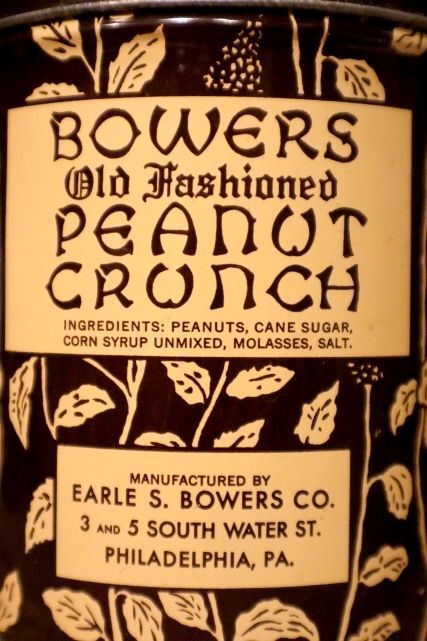 BOWERS
Old Fashioned
PEANUT
CRUNCH
INGREDIENTS: PEANUTS, CANE SUGAR,
CORN SYRUP UNMIXED, MOLASSES, SALT.
MANUFACTURED BY
EARLE S. BOWERS CO.
3 AND 5 SOUTH WATER ST.
PHILADELPHIA, PA.